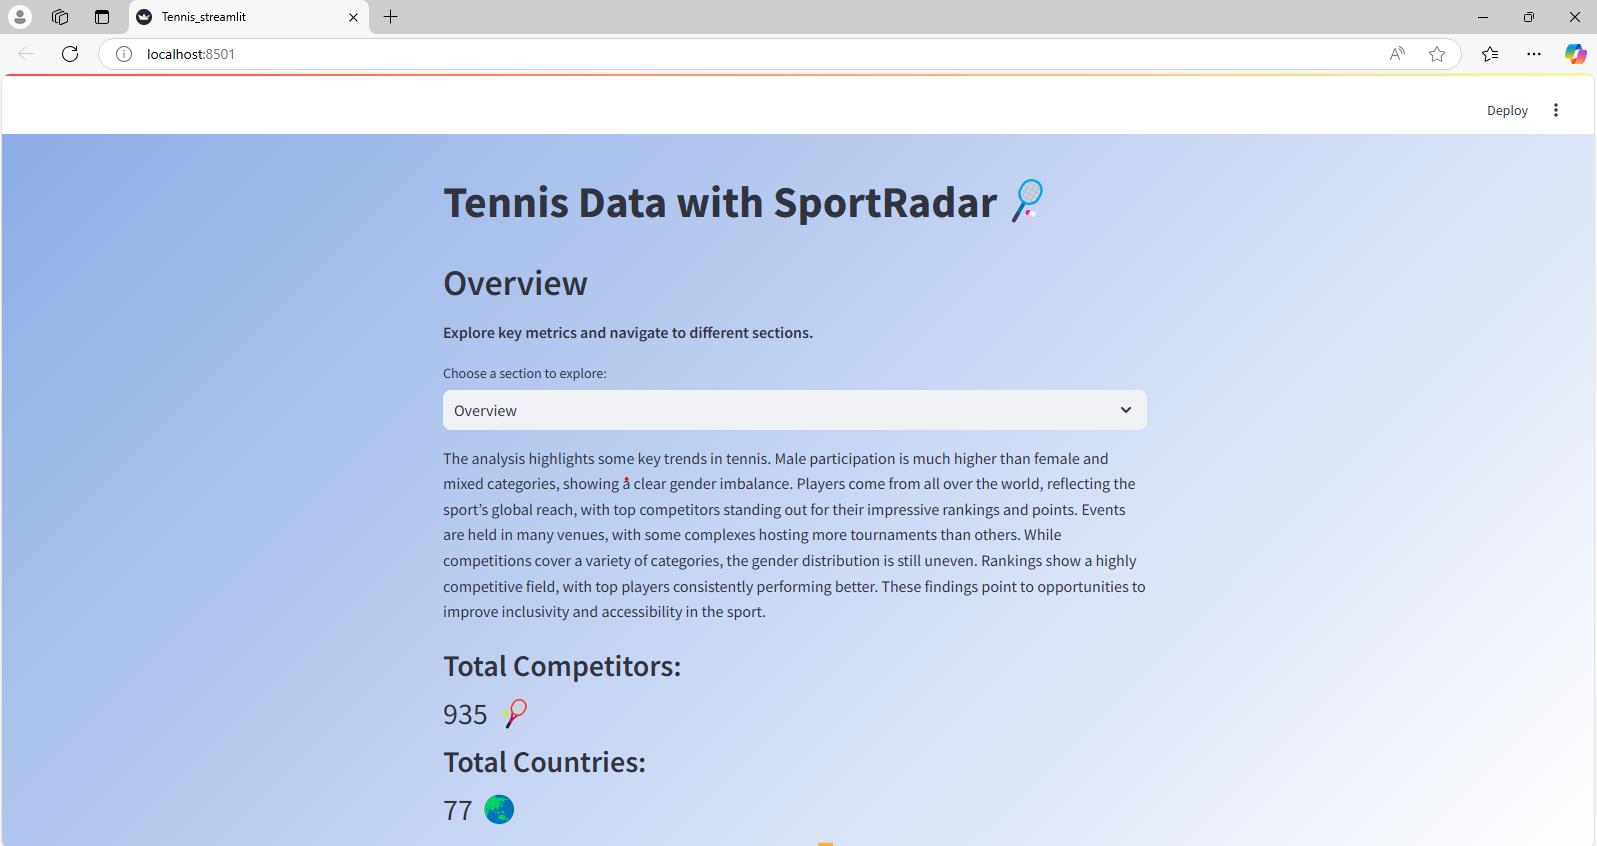 Tennis_streamlit
localhost:8501
Deploy
Tennis Data with SportRadar
Overview
Explore key metrics and navigate to different sections.
Choose a section to explore:
Overview
The analysis highlights some key trends in tennis. Male participation is much higher than female and
mixed categories, showing a clear gender imbalance. Players come from all over the world, reflecting the
sport’s global reach, with top competitors standing out for their impressive rankings and points. Events
are held in many venues, with some complexes hosting more tournaments than others. While
competitions cover a variety of categories, the gender distribution is still uneven. Rankings show a highly
competitive field, with top players consistently performing better. These findings point to opportunities to
improve inclusivity and accessibility in the sport.
Total Competitors:
935
Total Countries:
77